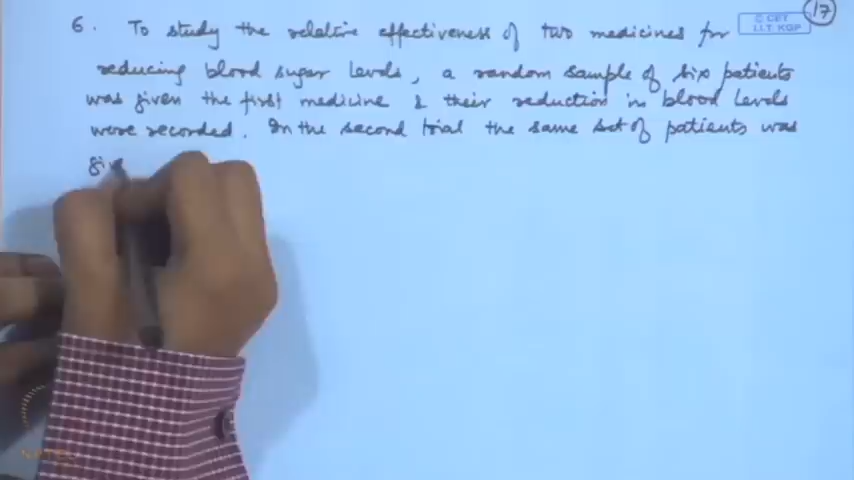 17
© CET
I.I.T. KGP
6. To study the relative effectiveness of two medicines for
reducing blood sugar levels, a random sample of six patients
was given the first medicine & their reduction in blood levels
were recorded. In the second trial the same set of patients was
give
NPTEL